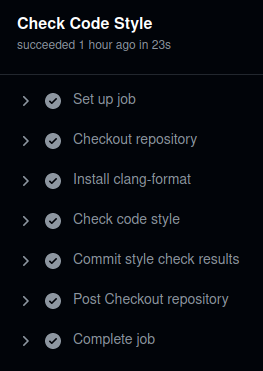 Check Code Style
succeeded 1 hour ago in 23s
Set up job
Checkout repository
Install clang-format
Check code style
Commit style check results
Post Checkout repository
Complete job